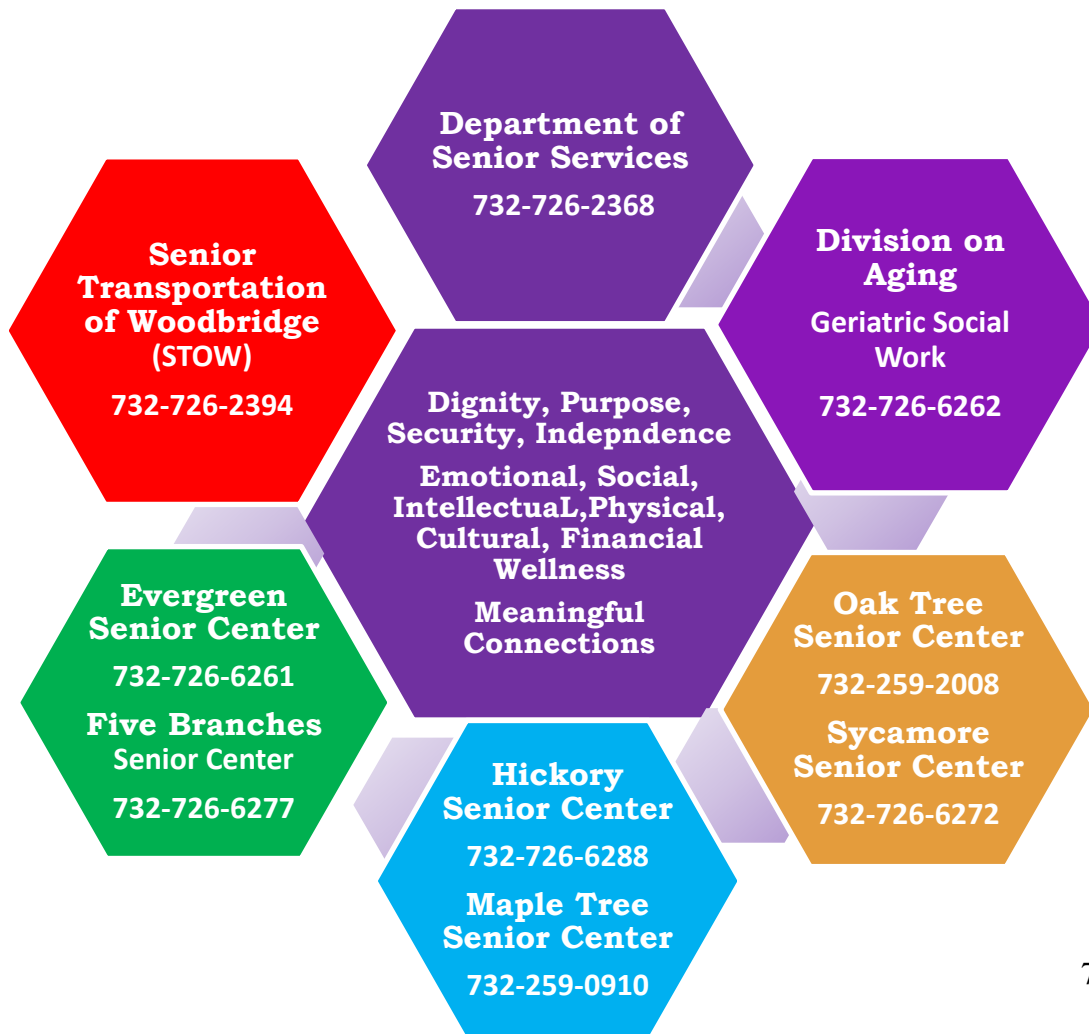 Department of
Senior Services
732-726-2368
Senior
Transportation
of Woodbridge
(STOW)
732-726-2394
Division on
Aging
Geriatric Social
Work
732-726-6262
Dignity, Purpose,
Security, Indepndence
Emotional, Social,
IntellectuaL,Physical,
Cultural, Financial
Wellness
Meaningful
Connections
Evergreen
Senior Center
732-726-6261
Five Branches
Senior Center
732-726-6277
Oak Tree
Senior Center
732-259-2008
Sycamore
Senior Center
732-726-6272
Hickory
Senior Center
732-726-6288
Maple Tree
Senior Center
732-259-0910
7